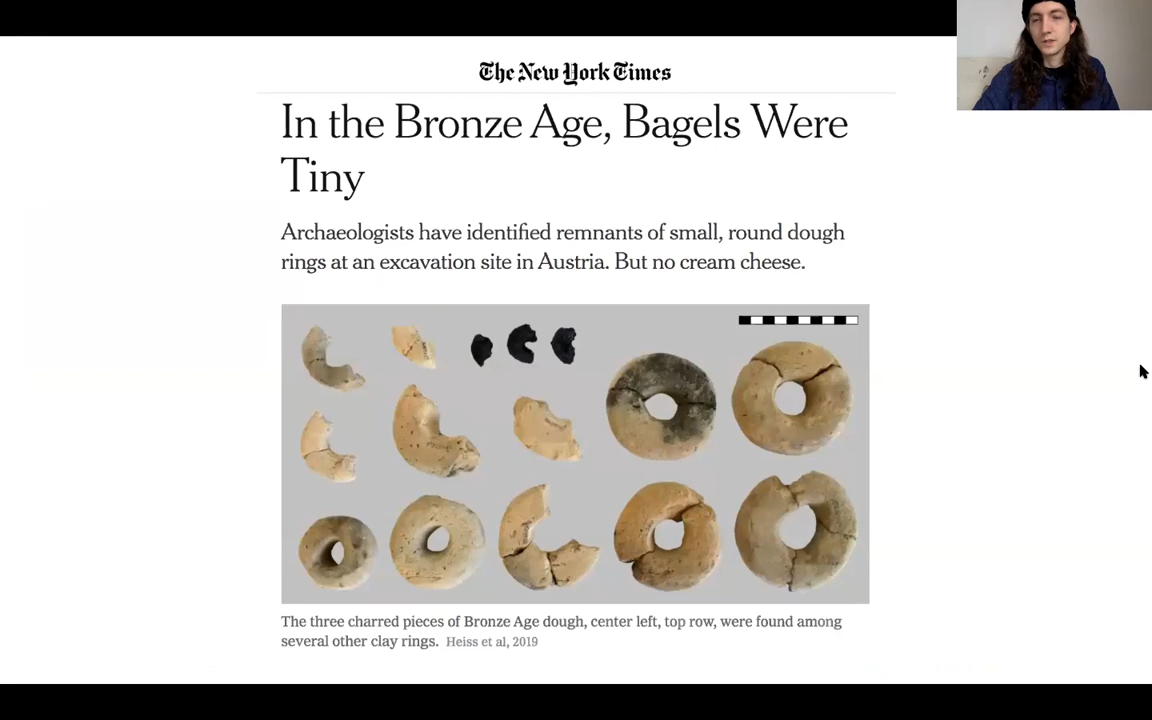 The New York Times
In the Bronze Age, Bagels Were
Tiny
Archaeologists have identified remnants of small, round dough
rings at an excavation site in Austria. But no cream cheese.
The three charred pieces of Bronze Age dough, center left, top row, were found among
several other clay rings. Heiss et al, 2019